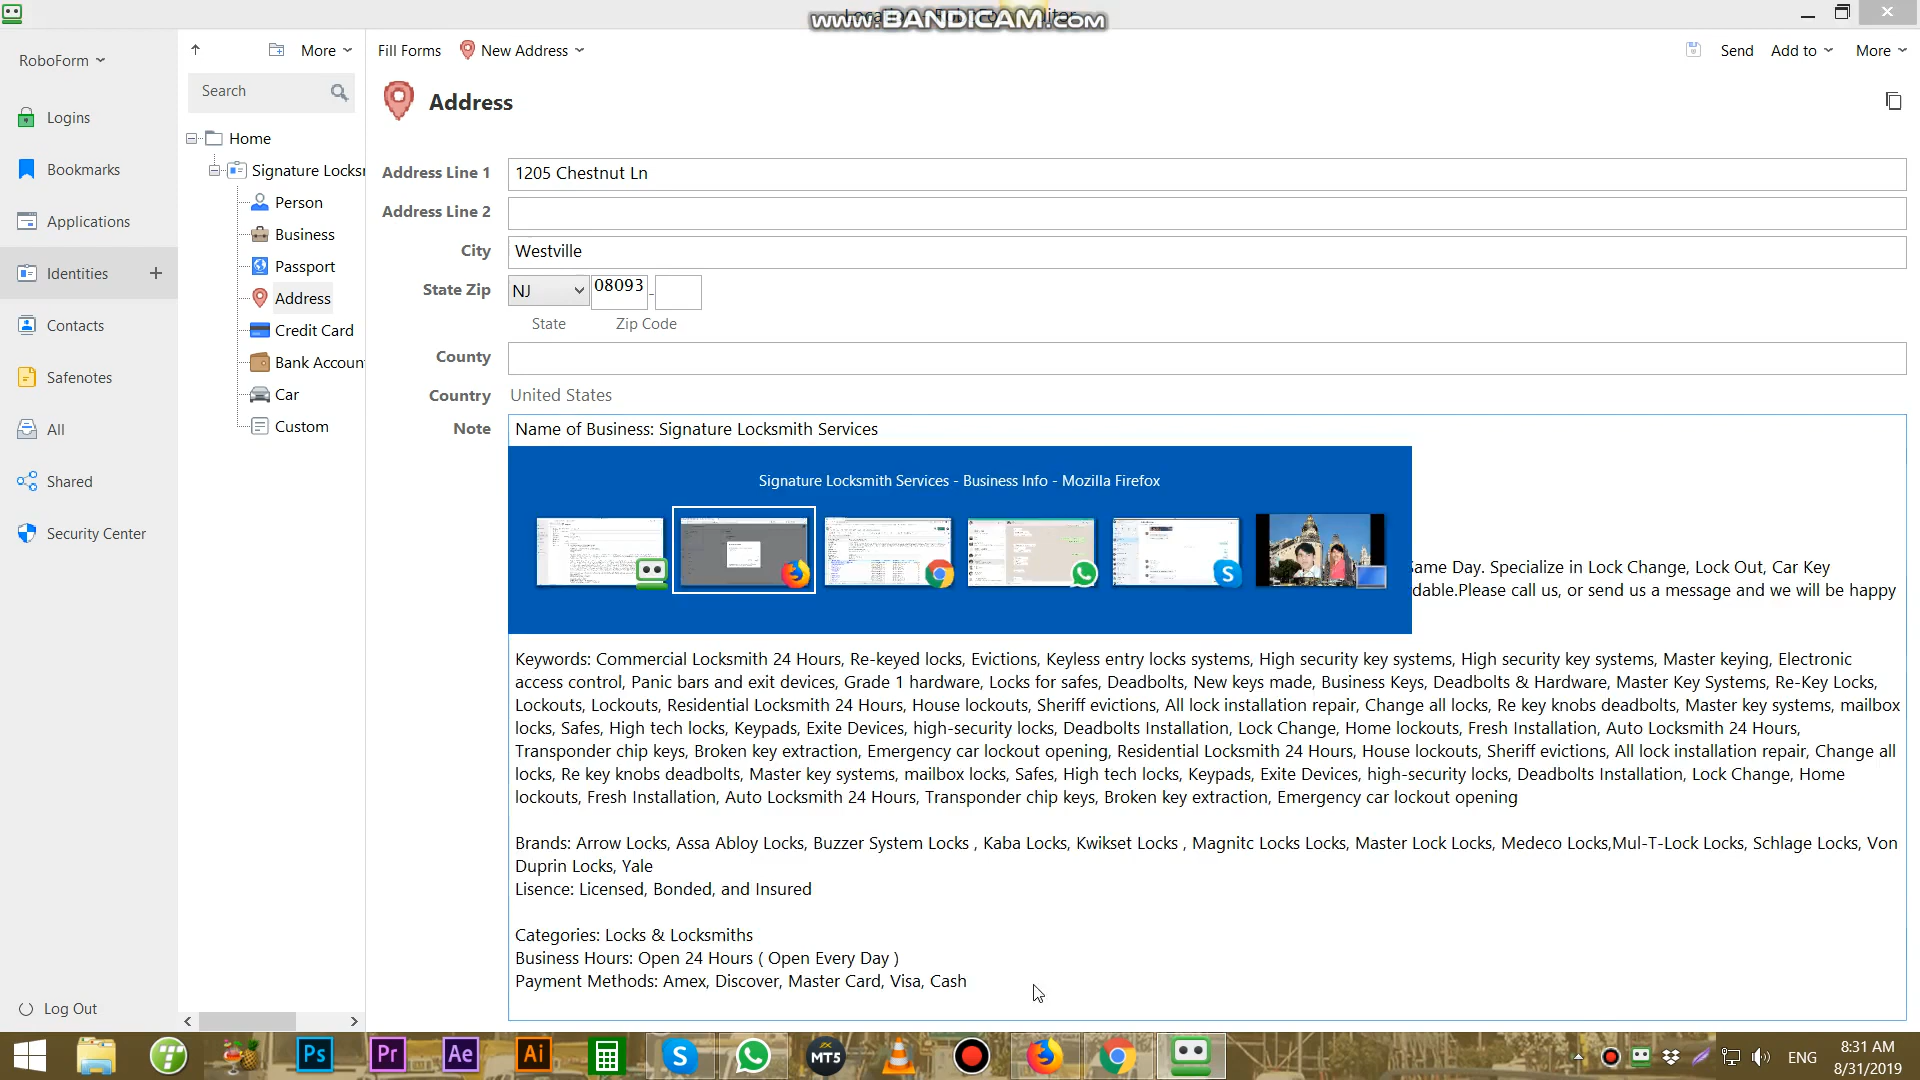 www.BANDICAM.com
RoboForm
Logins
Bookmarks
Applications
Identities
Contacts
Safenotes
All
Shared
Security Center
Log Out
More
Search
Home
Signature Locksr
Person
Business
Passport
Address
Credit Card
Bank Accoun
Car
Custom
Fill Forms
New Address
Send
Add to
More
Address
Address Line 1
1205 Chestnut Ln
Address Line 2
City
Westville
State Zip
NJ
08093
-
State
Zip Code
County
Country
United States
Note
Name of Business: Signature Locksmith Services
Signature Locksmith Services - Business Info - Mozilla Firefox
Same Day. Specialize in Lock Change, Lock Out, Car Key
dable.Please call us, or send us a message and we will be happy
Keywords: Commercial Locksmith 24 Hours, Re-keyed locks, Evictions, Keyless entry locks systems, High security key systems, High security key systems, Master keying, Electronic
access control, Panic bars and exit devices, Grade 1 hardware, Locks for safes, Deadbolts, New keys made, Business Keys, Deadbolts & Hardware, Master Key Systems, Re-Key Locks,
Lockouts, Lockouts, Residential Locksmith 24 Hours, House lockouts, Sheriff evictions, All lock installation repair, Change all locks, Re key knobs deadbolts, Master key systems, mailbox
locks, Safes, High tech locks, Keypads, Exite Devices, high-security locks, Deadbolts Installation, Lock Change, Home lockouts, Fresh Installation, Auto Locksmith 24 Hours,
Transponder chip keys, Broken key extraction, Emergency car lockout opening, Residential Locksmith 24 Hours, House lockouts, Sheriff evictions, All lock installation repair, Change all
locks, Re key knobs deadbolts, Master key systems, mailbox locks, Safes, High tech locks, Keypads, Exite Devices, high-security locks, Deadbolts Installation, Lock Change, Home
lockouts, Fresh Installation, Auto Locksmith 24 Hours, Transponder chip keys, Broken key extraction, Emergency car lockout opening
Brands: Arrow Locks, Assa Abloy Locks, Buzzer System Locks , Kaba Locks, Kwikset Locks , Magnitc Locks Locks, Master Lock Locks, Medeco Locks,Mul-T-Lock Locks, Schlage Locks, Von
Duprin Locks, Yale
Lisence: Licensed, Bonded, and Insured
Categories: Locks & Locksmiths
Business Hours: Open 24 Hours ( Open Every Day )
Payment Methods: Amex, Discover, Master Card, Visa, Cash
Ps
Pr
Ae
Ai
MT5
ENG
8:31 AM
8/31/2019